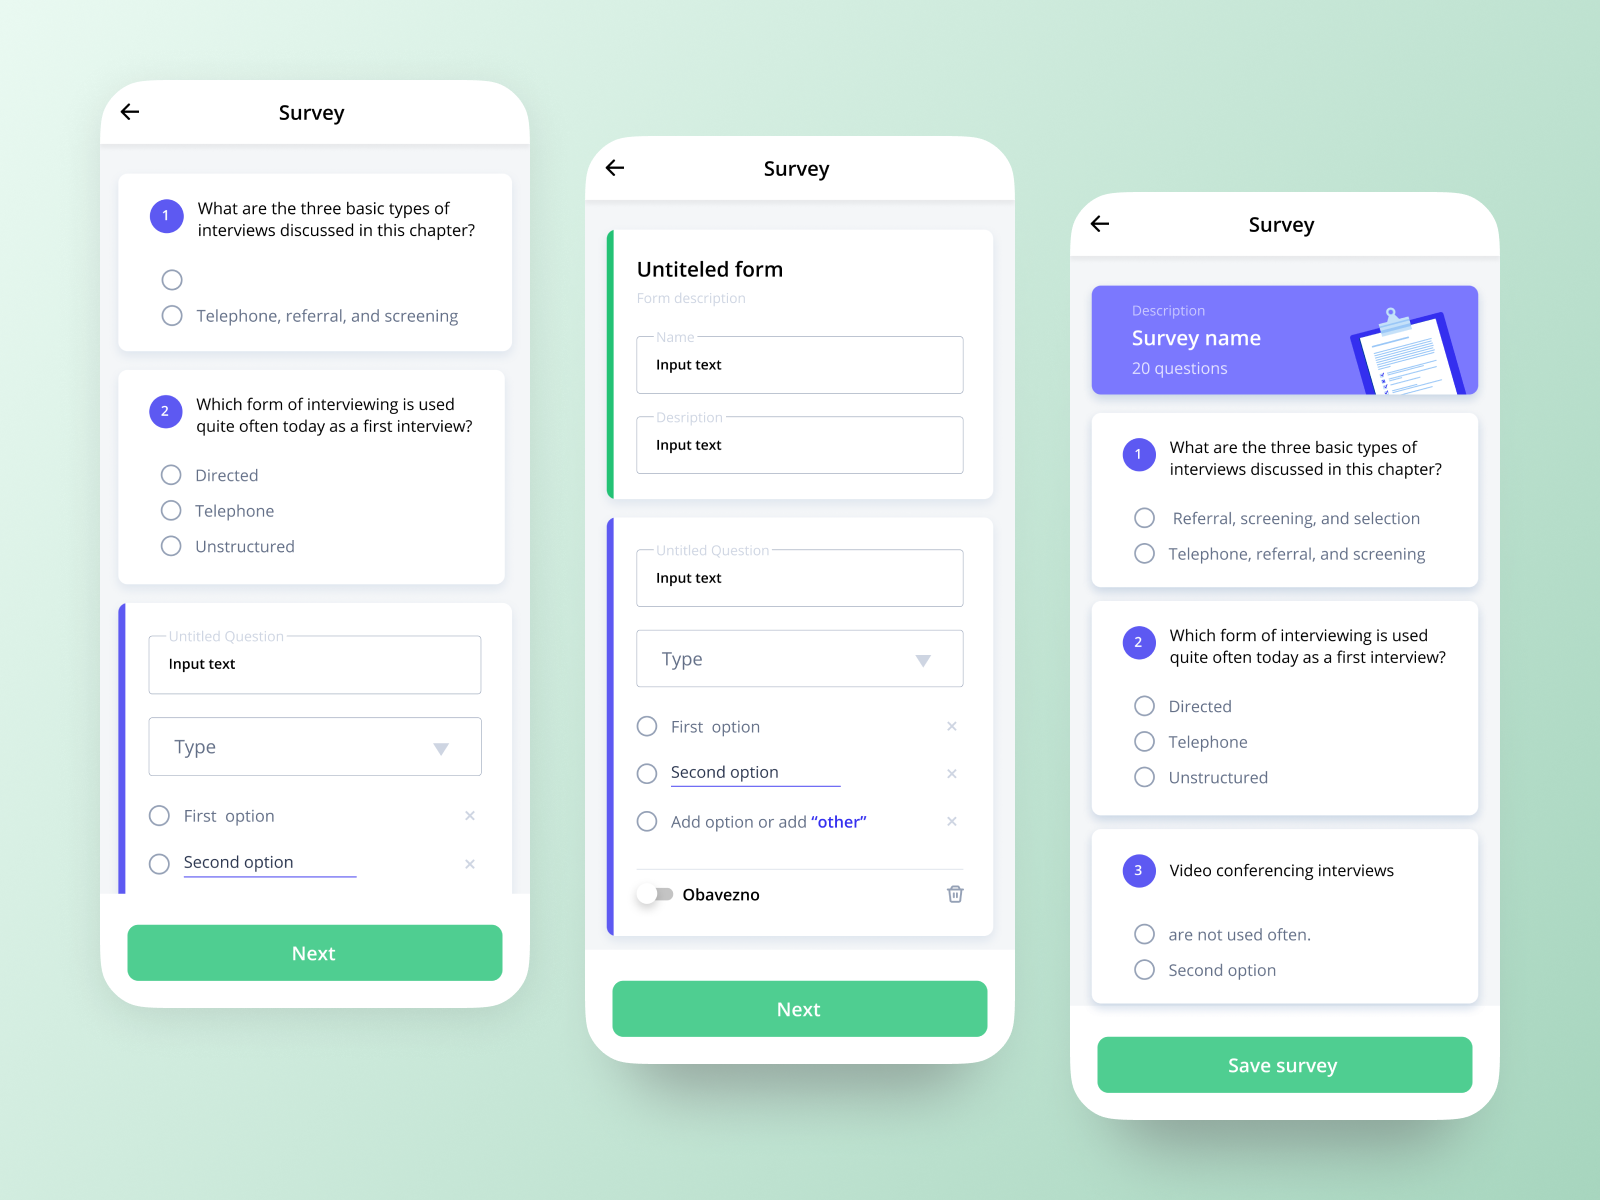 Survey
1
What are the three basic types of
interviews discussed in this chapter?
Telephone, referral, and screening
2
Which form of interviewing is used
quite often today as a first interview?
Directed
Telephone
Unstructured
Untitled Question
Input text
Type
First option
Second option
Next
Survey
Untiteled form
Form description
Name
Input text
Desription
Input text
Untitled Question
Input text
Type
First option
Second option
Add option or add “other”
Obavezno
Next
Survey
Description
Survey name
20 questions
1
What are the three basic types of
interviews discussed in this chapter?
Referral, screening, and selection
Telephone, referral, and screening
2
Which form of interviewing is used
quite often today as a first interview?
Directed
Telephone
Unstructured
3
Video conferencing interviews
are not used often.
Second option
Save survey